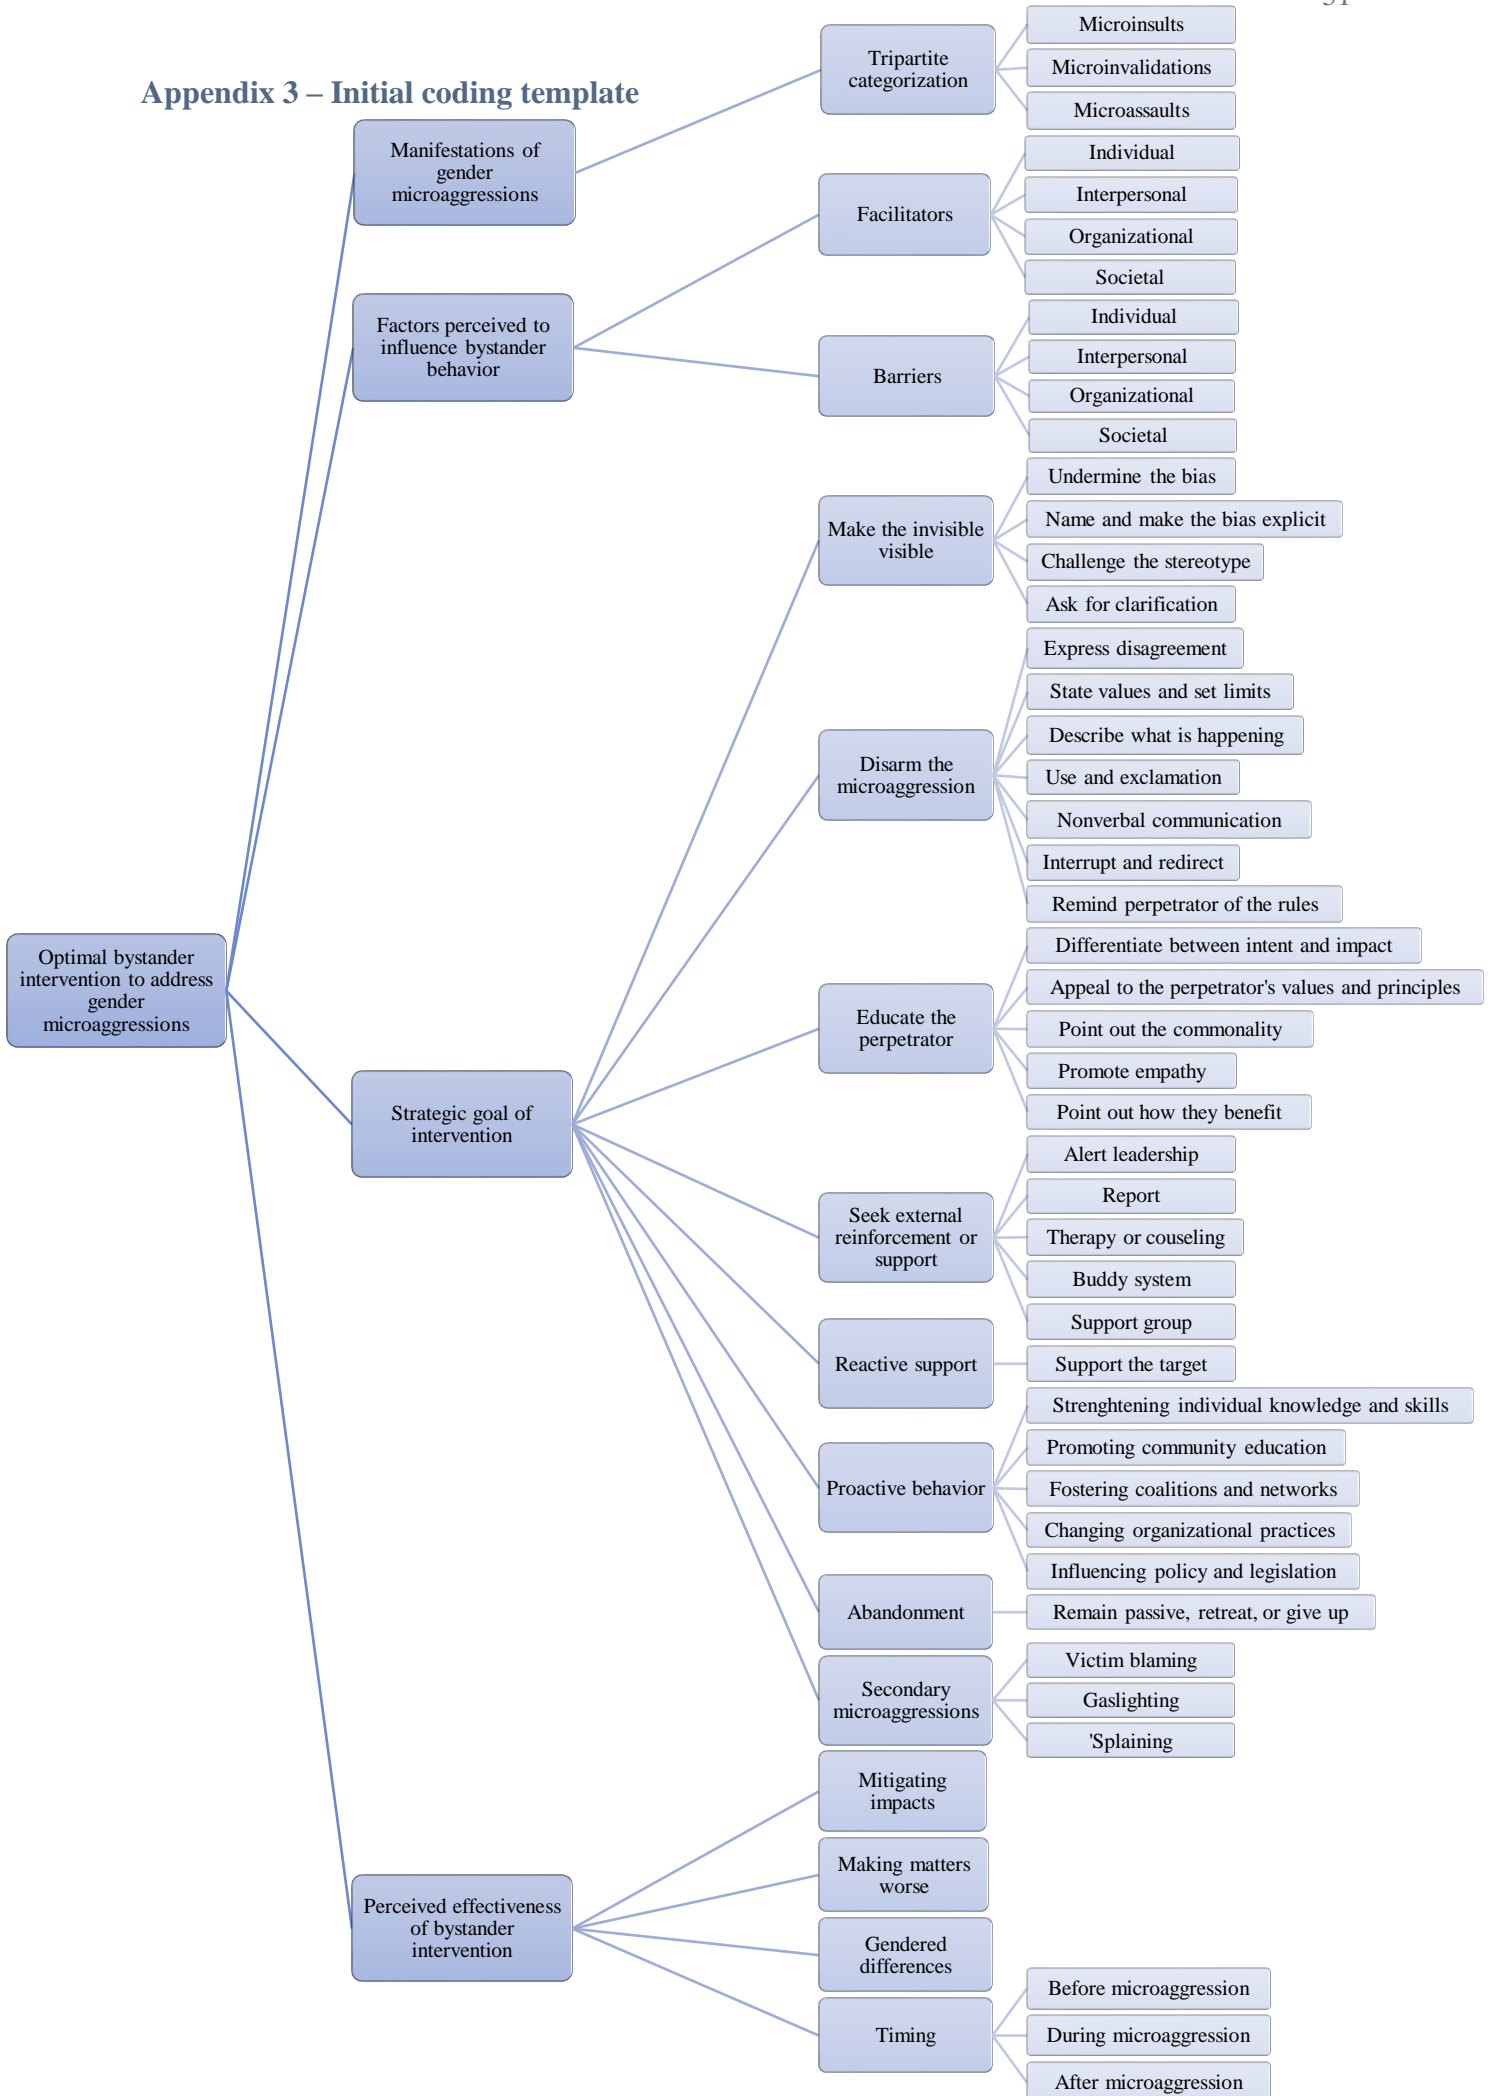 Appendix 3 – Initial coding template
Optimal bystander
intervention to address
gender
microaggressions
Manifestations of
gender
microaggressions
Tripartite
categorization
Microinsults
Microinvalidations
Microassaults
Factors perceived to
influence bystander
behavior
Facilitators
Individual
Interpersonal
Organizational
Societal
Barriers
Individual
Interpersonal
Organizational
Societal
Strategic goal of
intervention
Make the invisible
visible
Undermine the bias
Name and make the bias explicit
Challenge the stereotype
Ask for clarification
Disarm the
microaggression
Express disagreement
State values and set limits
Describe what is happening
Use and exclamation
Nonverbal communication
Interrupt and redirect
Remind perpetrator of the rules
Educate the
perpetrator
Differentiate between intent and impact
Appeal to the perpetrator's values and principles
Point out the commonality
Promote empathy
Point out how they benefit
Seek external
reinforcement or
support
Alert leadership
Report
Therapy or couseling
Buddy system
Support group
Reactive support
Support the target
Proactive behavior
Strenghtening individual knowledge and skills
Promoting community education
Fostering coalitions and networks
Changing organizational practices
Influencing policy and legislation
Abandonment
Remain passive, retreat, or give up
Secondary
microaggressions
Victim blaming
Gaslighting
'Splaining
Perceived effectiveness
of bystander
intervention
Mitigating
impacts
Making matters
worse
Gendered
differences
Timing
Before microaggression
During microaggression
After microaggression